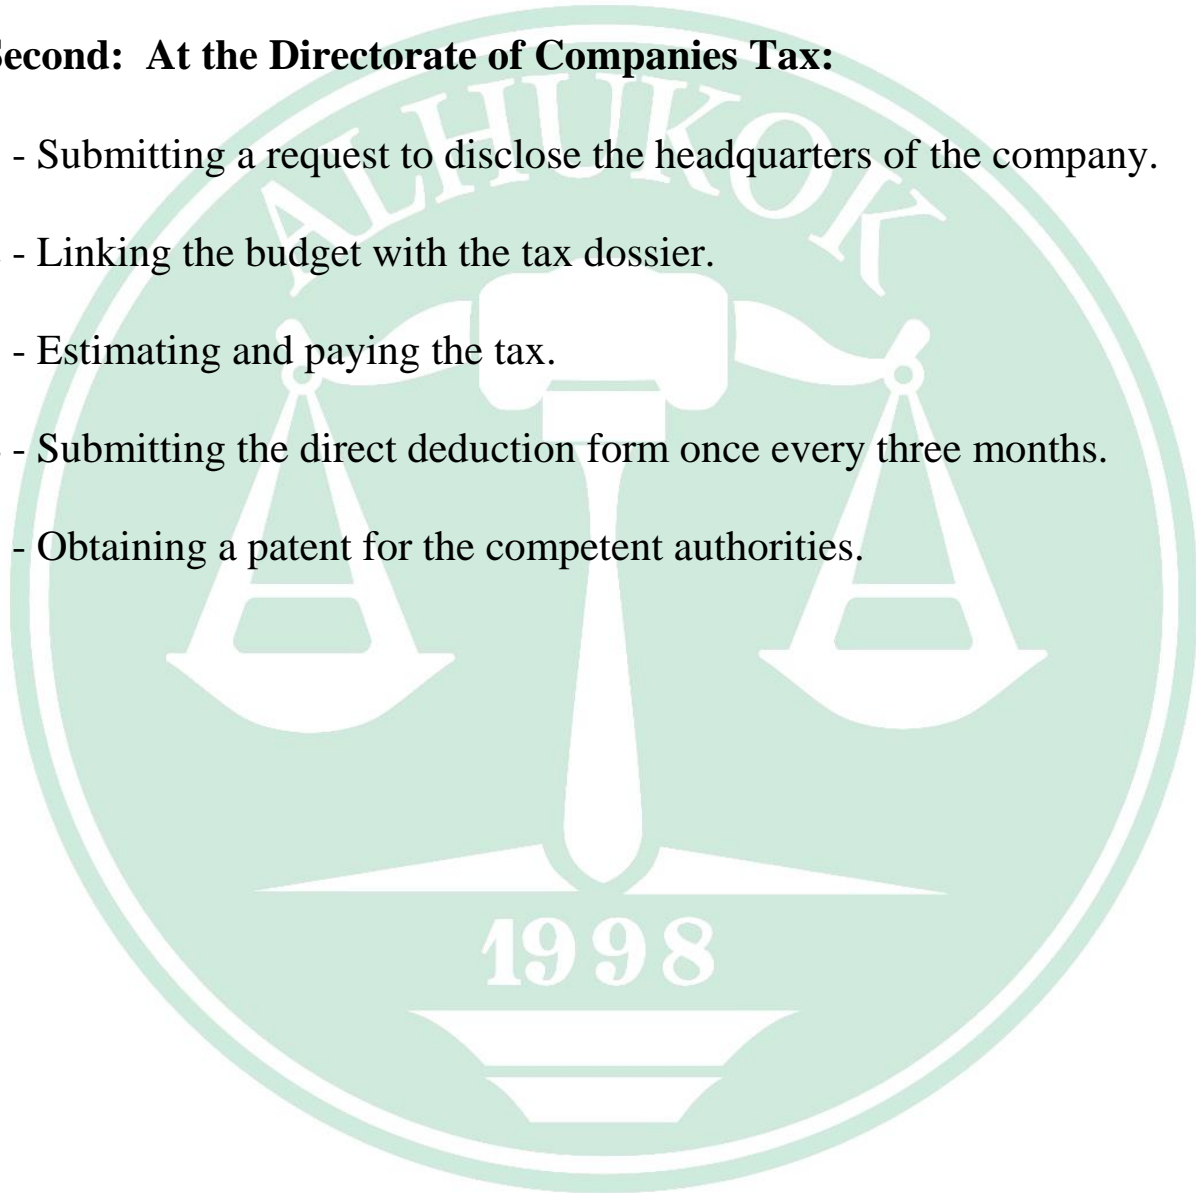 Second: At the Directorate of Companies Tax:
ALHUKOK
- Submitting a request to disclose the headquarters of the company.
- Linking the budget with the tax dossier.
- Estimating and paying the tax.
- Submitting the direct deduction form once every three months.
- Obtaining a patent for the competent authorities.
1998